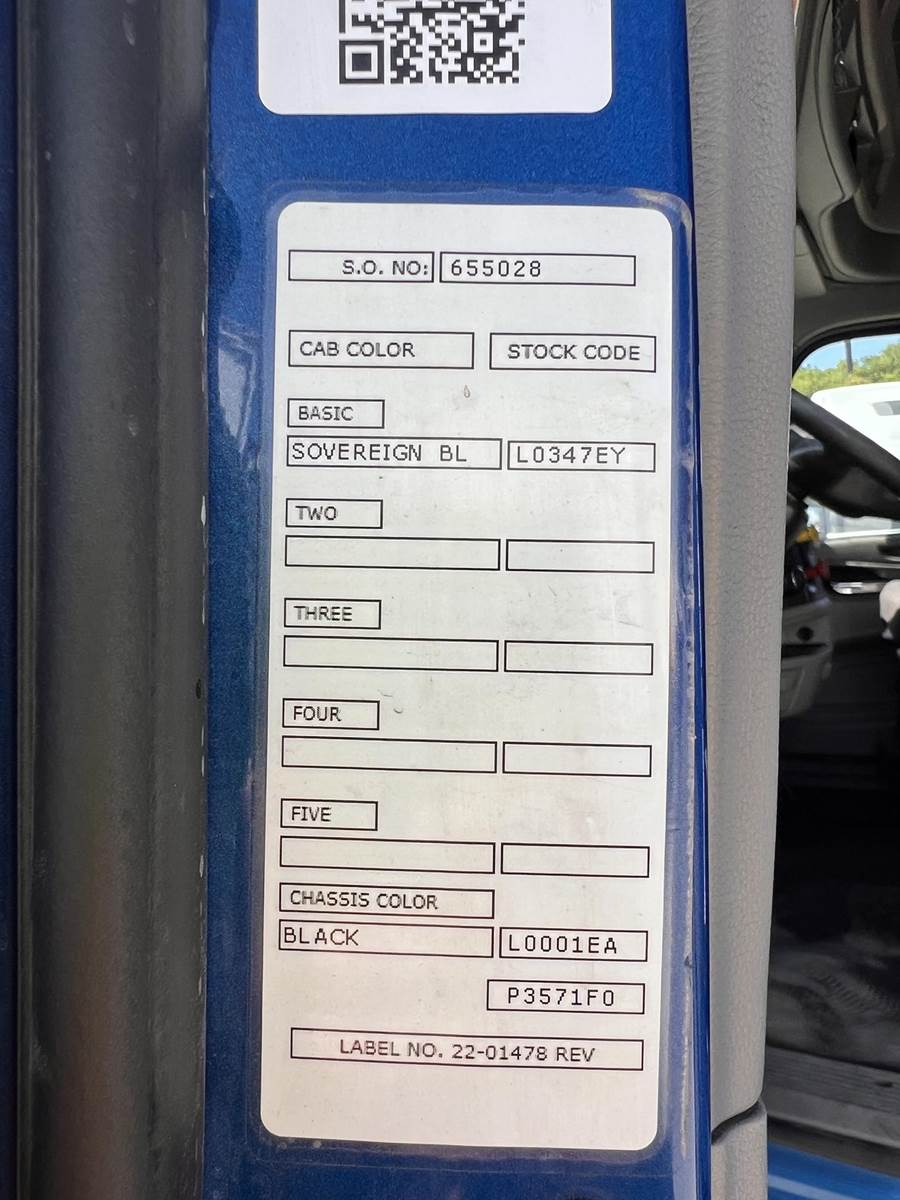 S.O. NO: 655028
CAB COLOR STOCK CODE
BASIC
SOVEREIGN BL L0347EY
TWO
THREE
FOUR
FIVE
CHASSIS COLOR
BLACK L0001EA
P3571F0
LABEL NO. 22-01478 REV